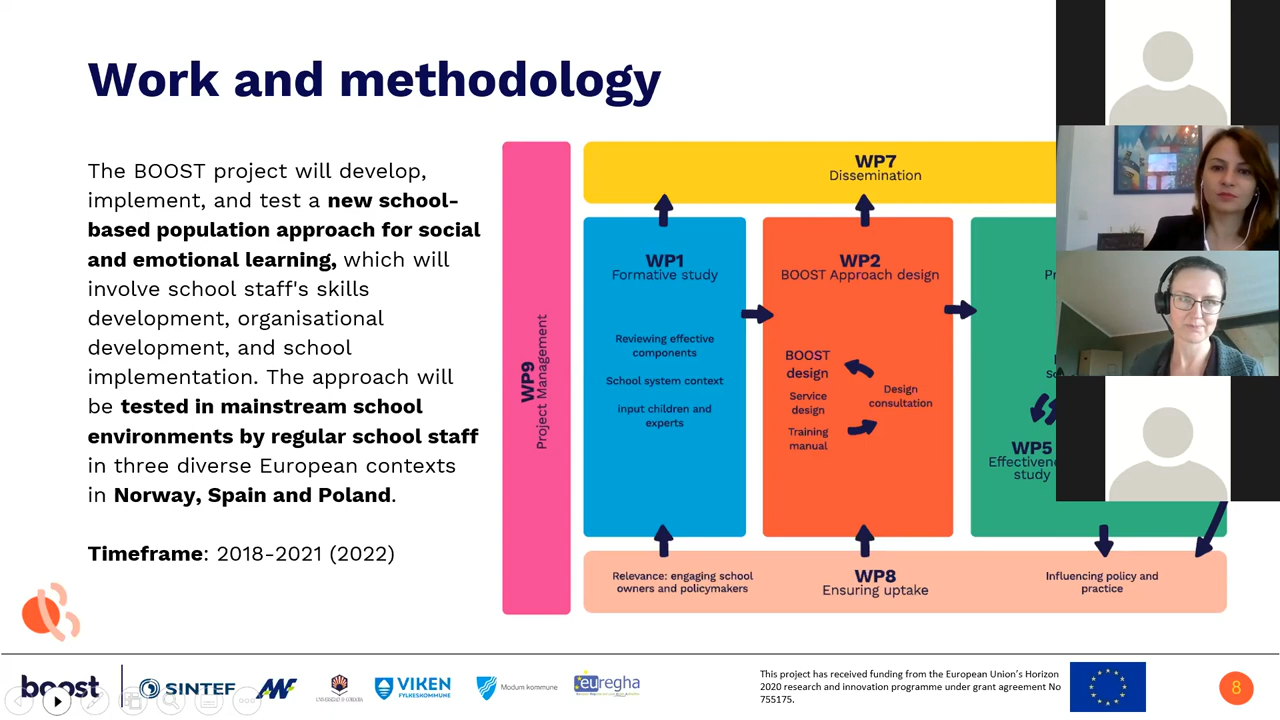 Work and methodology
The BOOST project will develop,
implement, and test a new school-
based population approach for social
and emotional learning, which will
involve school staff's skills
development, organisational
development, and school
implementation. The approach will
be tested in mainstream school
environments by regular school staff
in three diverse European contexts
in Norway, Spain and Poland.
Timeframe: 2018-2021 (2022)
WP9
Project Management
WP7
Dissemination
WP1
Formative study
Reviewing effective
components
School system context
input children and
experts
WP2
BOOST Approach design
BOOST
design
Service
design
Training
manual
Design
consultation
WP5
study
Relevance: engaging school
owners and policymakers
WP8
Ensuring uptake
Influencing policy and
practice
boost
SINTEF
UNIVERSIDAD DE CORDOBA
VIKEN
FYLKESKOMMUNE
Modum kommune
euregha
This project has received funding from the European Union's Horizon
2020 research and innovation programme under grant agreement No
755175.
8